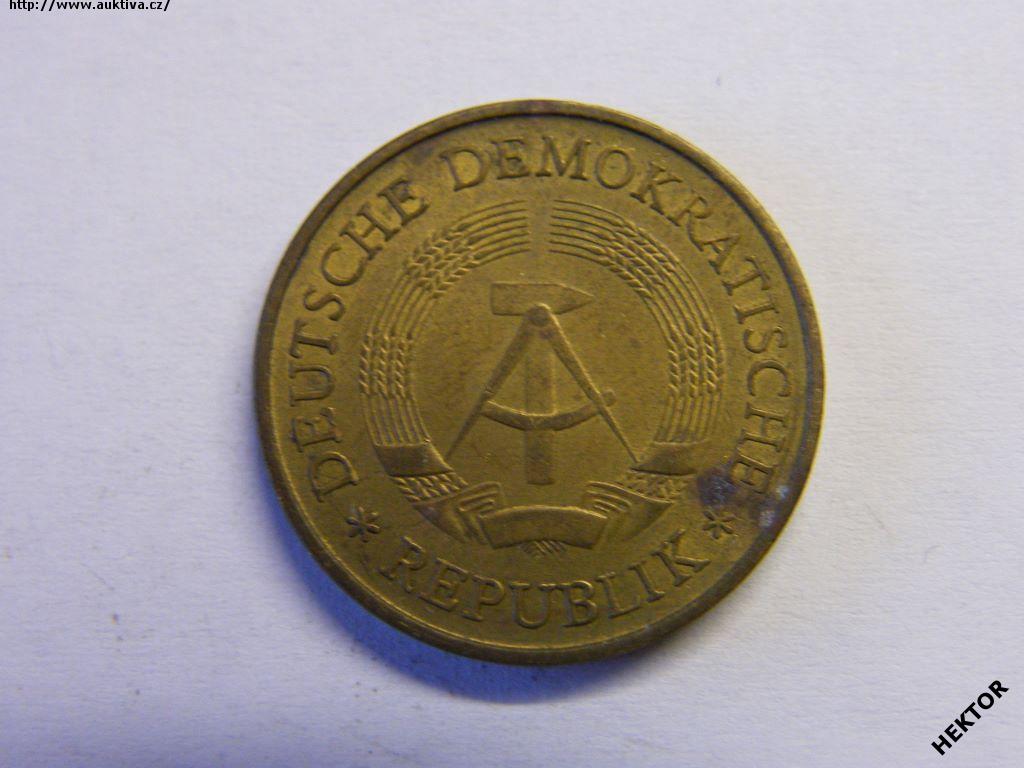 http://www.auktiva.cz/
DEUTSCHE DEMOKRATISCHE
* REPUBLIK *
HEKTOR